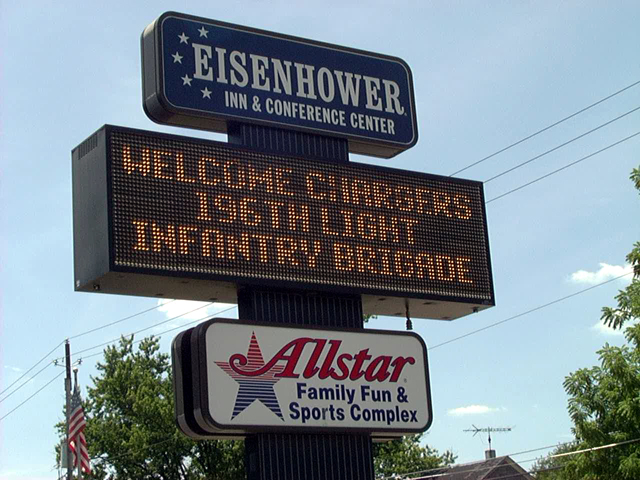 EISENHOWER
INN & CONFERENCE CENTER
WELCOME CHARGERS
196TH LIGHT
INFANTRY BRIGADE
Allstar
Family Fun &
Sports Complex